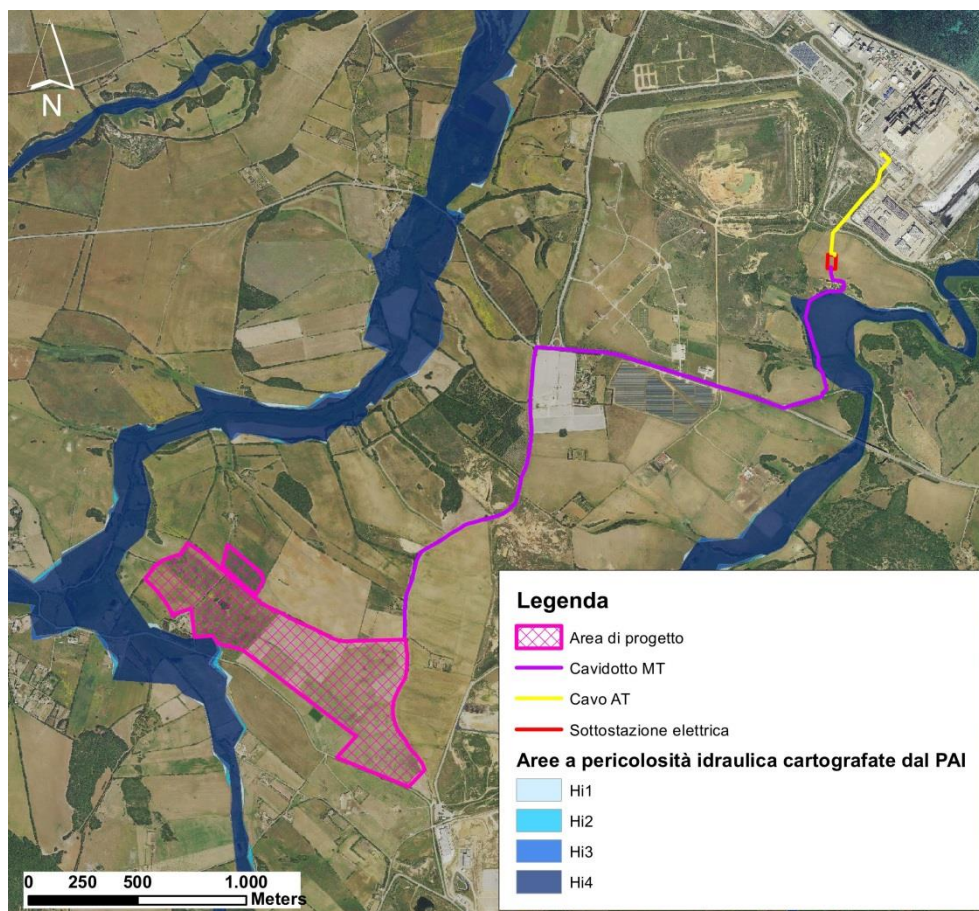 N
Legenda
Area di progetto
Cavidotto MT
Cavo AT
Sottostazione elettrica
Aree a pericolosità idraulica cartografate dal PAI
Hi1
Hi2
Hi3
Hi4
0 250 500 1.000
Meters